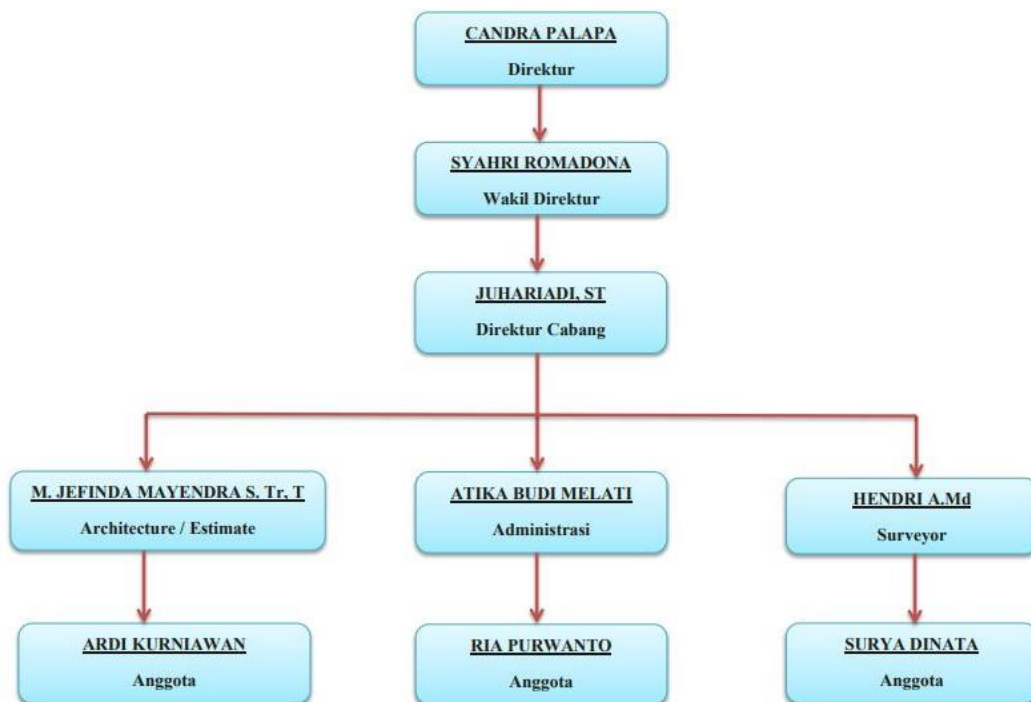 CANDRA PALAPA
Direktur
SYAHRI ROMADONA
Wakil Direktur
JUHARIADI, ST
Direktur Cabang
M. JEFINDA MAYENDRA S. Tr, T
Architecture / Estimate
ATIKA BUDI MELATI
Administrasi
HENDRI A.Md
Surveyor
ARDI KURNIAWAN
Anggota
RIA PURWANTO
Anggota
SURYA DINATA
Anggota